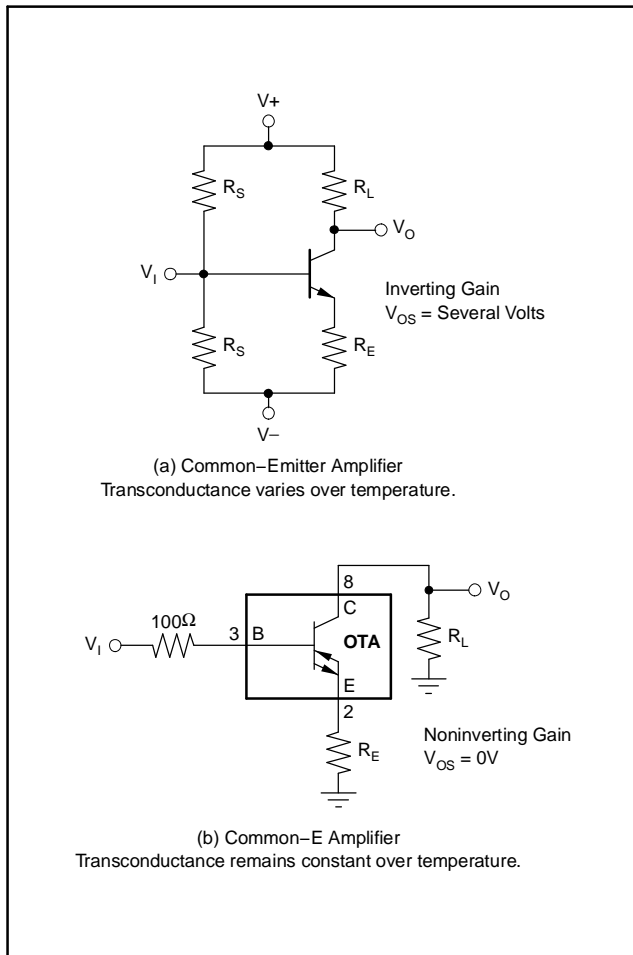 V+
R_S
R_L
V_O
V_I
Inverting Gain
V_OS = Several Volts
R_S
R_E
V−
(a) Common−Emitter Amplifier
Transconductance varies over temperature.
8
V_O
C
100Ω
3
B
OTA
R_L
V_I
E
2
Noninverting Gain
V_OS = 0V
R_E
(b) Common−E Amplifier
Transconductance remains constant over temperature.